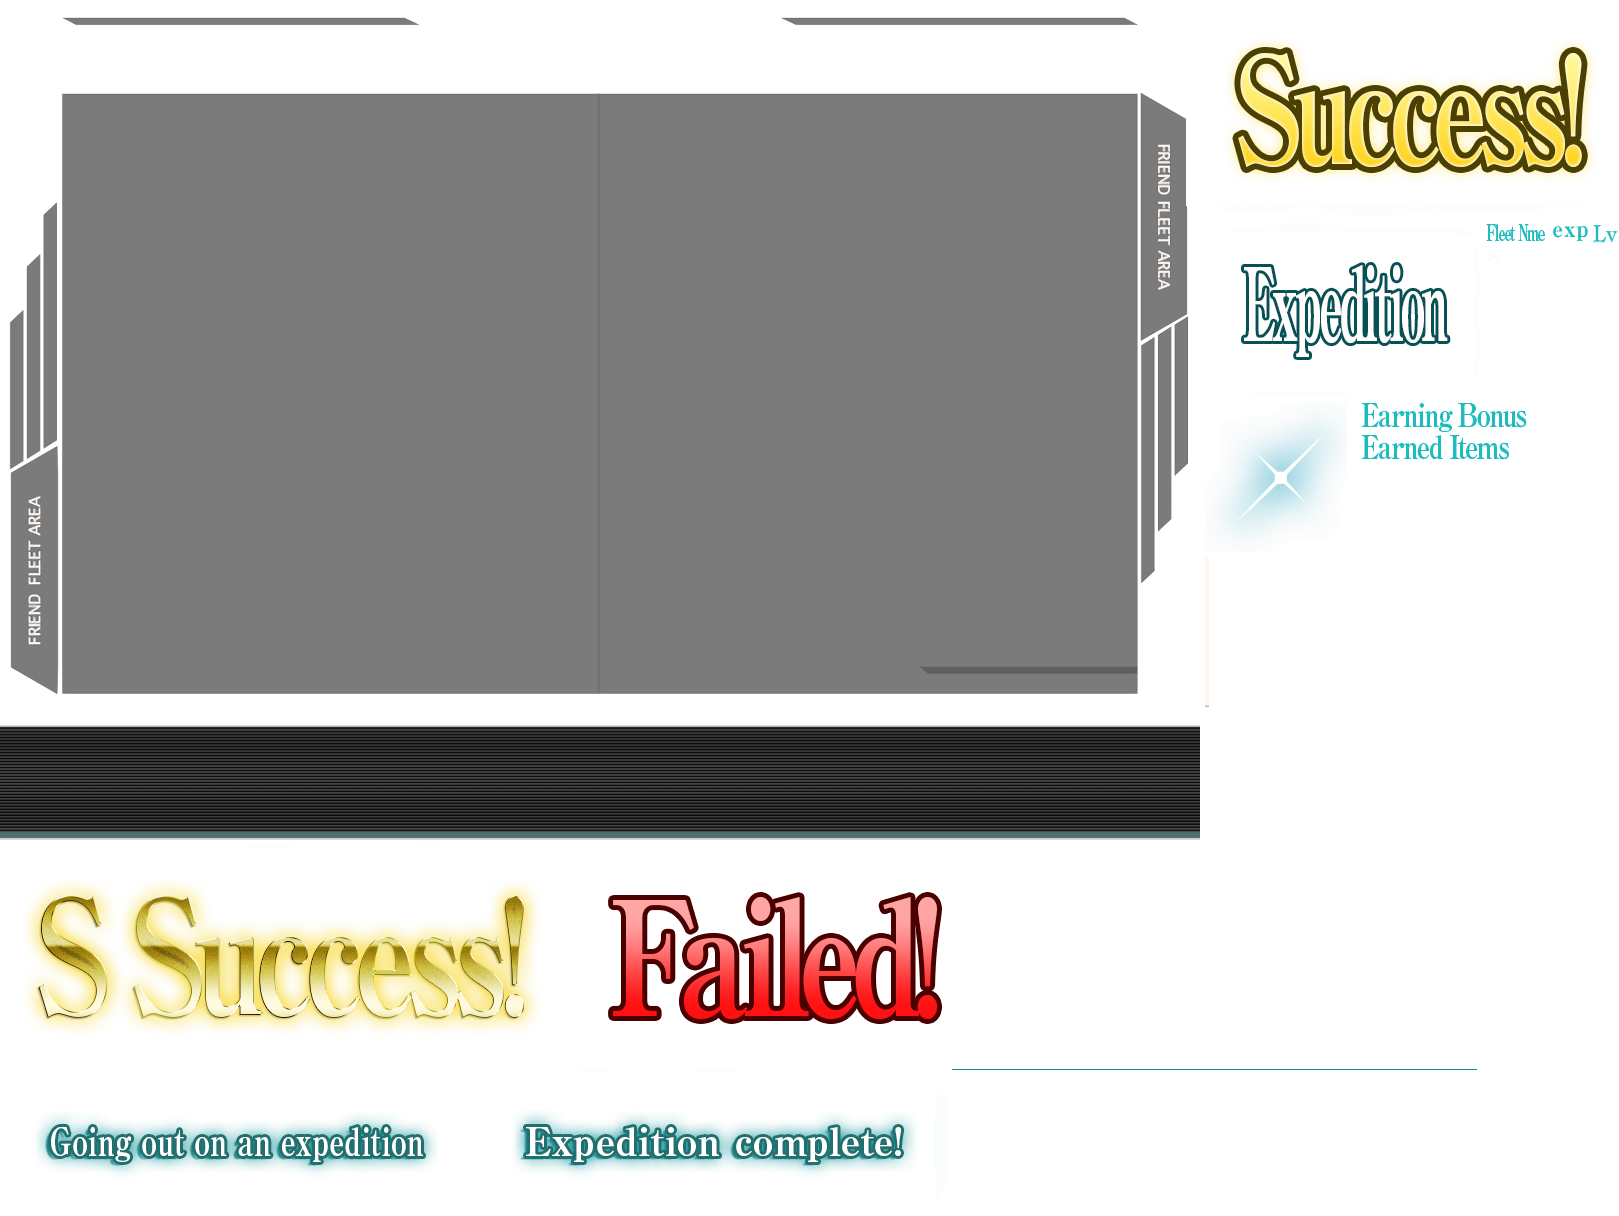 Success!
FRIEND FLEET AREA
Fleet Nme exp Lv
Expedition
Earning Bonus
Earned Items
FRIEND FLEET AREA
S Success!
Failed!
Going out on an expedition
Expedition complete!